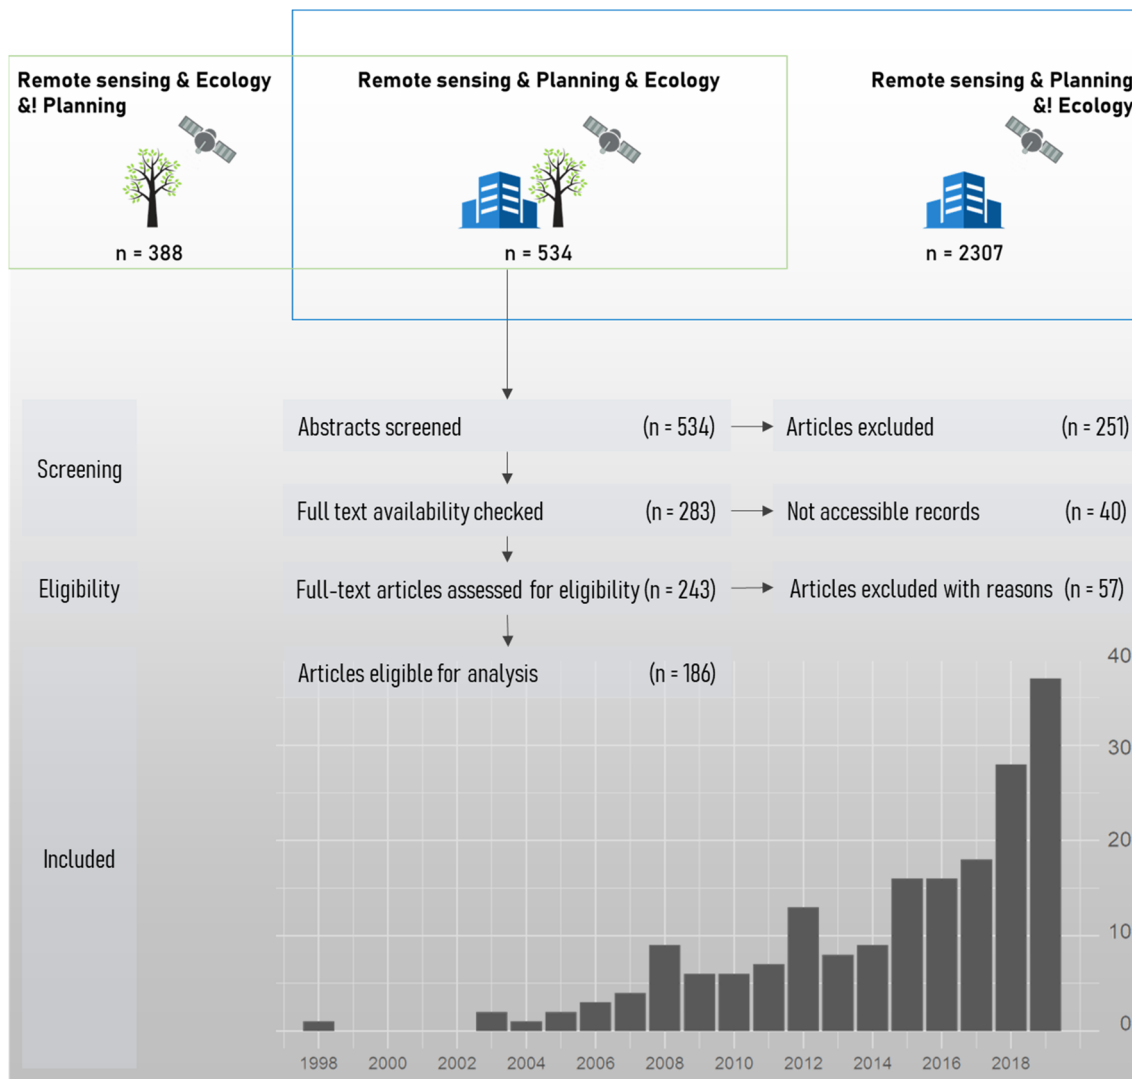 Remote sensing & Ecology
&! Planning
Remote sensing & Planning & Ecology
Remote sensing & Planning
&! Ecology
n = 388
n = 534
n = 2307
Screening
Abstracts screened (n = 534)
Articles excluded (n = 251)
Full text availability checked (n = 283)
Not accessible records (n = 40)
Eligibility
Full-text articles assessed for eligibility (n = 243)
Articles excluded with reasons (n = 57)
Included
Articles eligible for analysis (n = 186)
40
30
20
10
0
1998 2000 2002 2004 2006 2008 2010 2012 2014 2016 2018